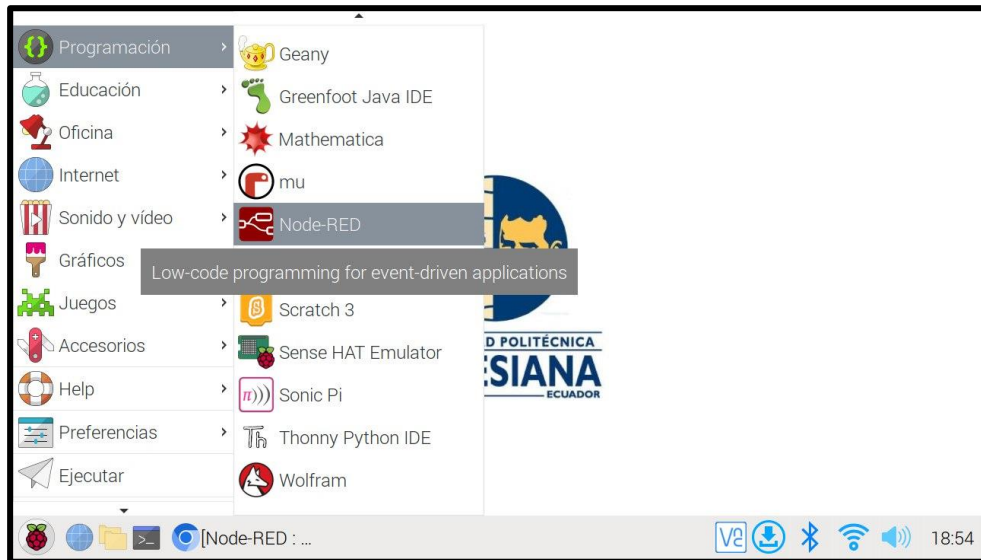 Programación
Educación
Oficina
Internet
Sonido y vídeo
Gráficos
Juegos
Accesorios
Help
Preferencias
Ejecutar
Geany
Greenfoot Java IDE
Mathematica
mu
Node-RED
Low-code programming for event-driven applications
Scratch 3
Sense HAT Emulator
Sonic Pi
Thonny Python IDE
Wolfram
D POLITÉCNICA
ESIANA
ECUADOR
[Node-RED : ...
18:54